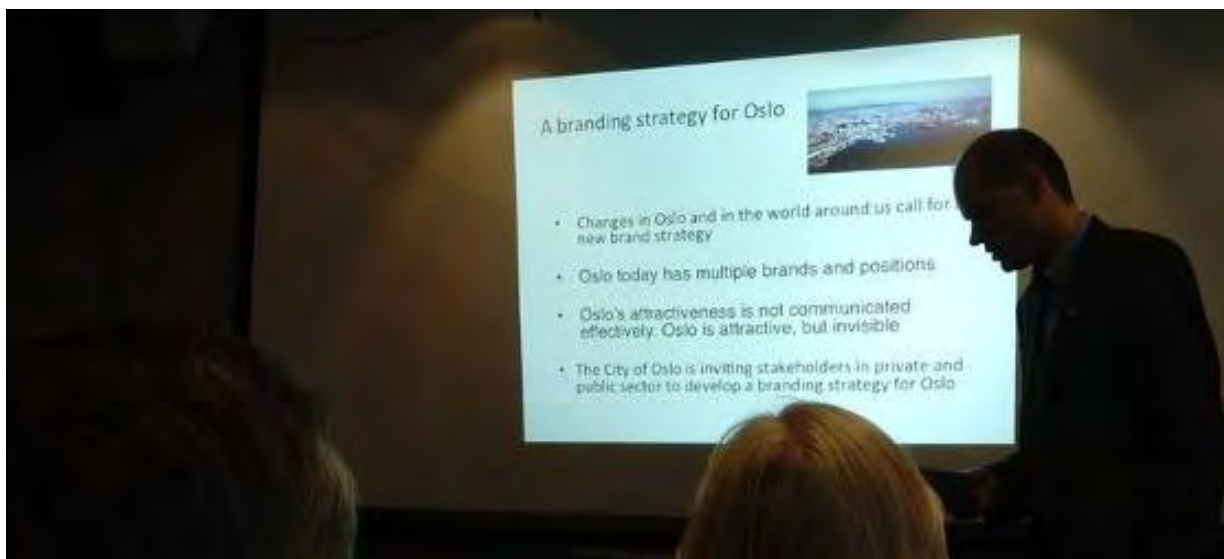 A branding strategy for Oslo
• Changes in Oslo and in the world around us call for
new brand strategy
• Oslo today has multiple brands and positions
• Oslo's attractiveness is not communicated
effectively. Oslo is attractive, but invisible
• The City of Oslo is inviting stakeholders in private and
public sector to develop a branding strategy for Oslo